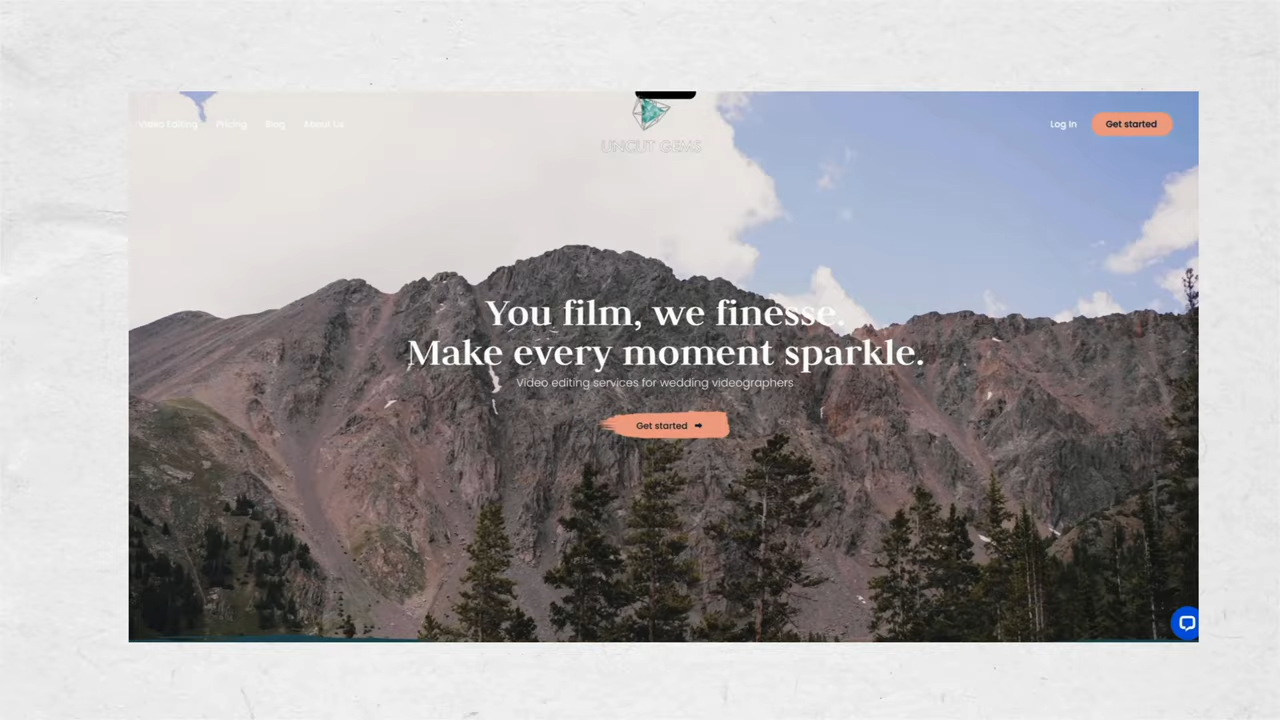 Video Editing Pricing Blog About Us
UNCUT GEMS
Log In Get started
You film, we finesse.
Make every moment sparkle.
Video editing services for wedding videographers
Get started